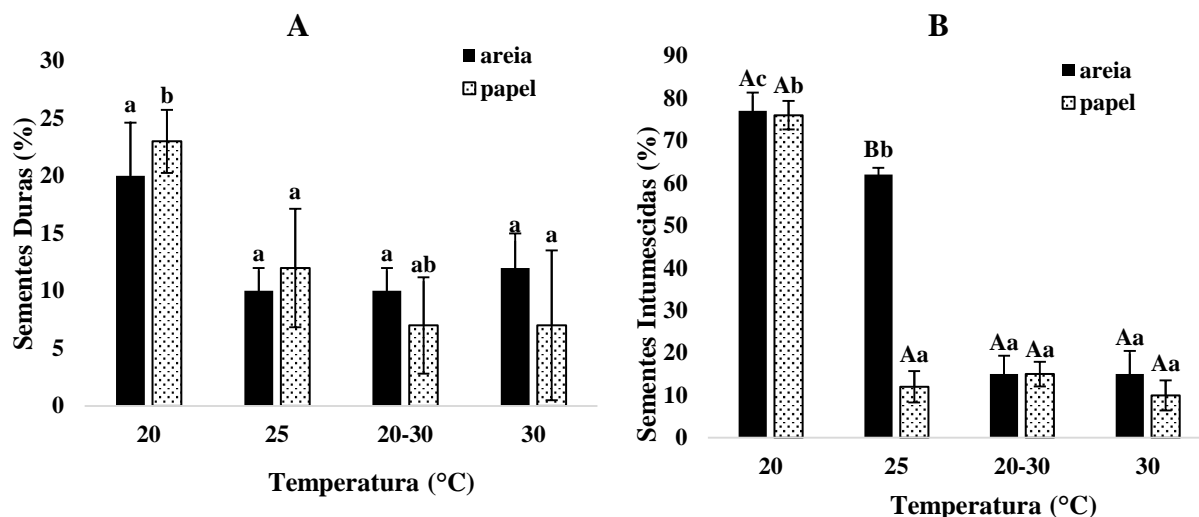 A
areia
papel
Sementes Duras (%)
30
25
20
15
10
5
0
a b
a a
a ab
a a
20 25 20-30 30
Temperatura (°C)
B
areia
papel
Sementes Intumescidas (%)
90
80
70
60
50
40
30
20
10
0
Ac Ab
Bb Aa
Aa Aa
Aa Aa
20 25 20-30 30
Temperatura (°C)